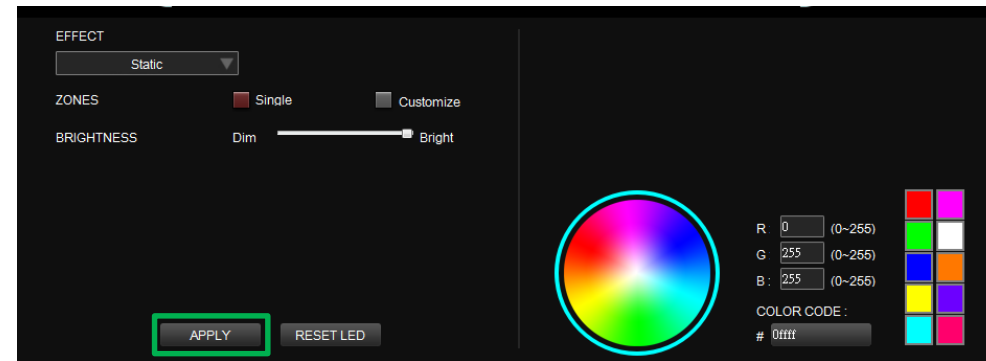 EFFECT
Static
ZONES Single Customize
BRIGHTNESS Dim Bright
R 0 (0~255)
G 255 (0~255)
B : 255 (0~255)
COLOR CODE :
# 0ffff
APPLY RESET LED